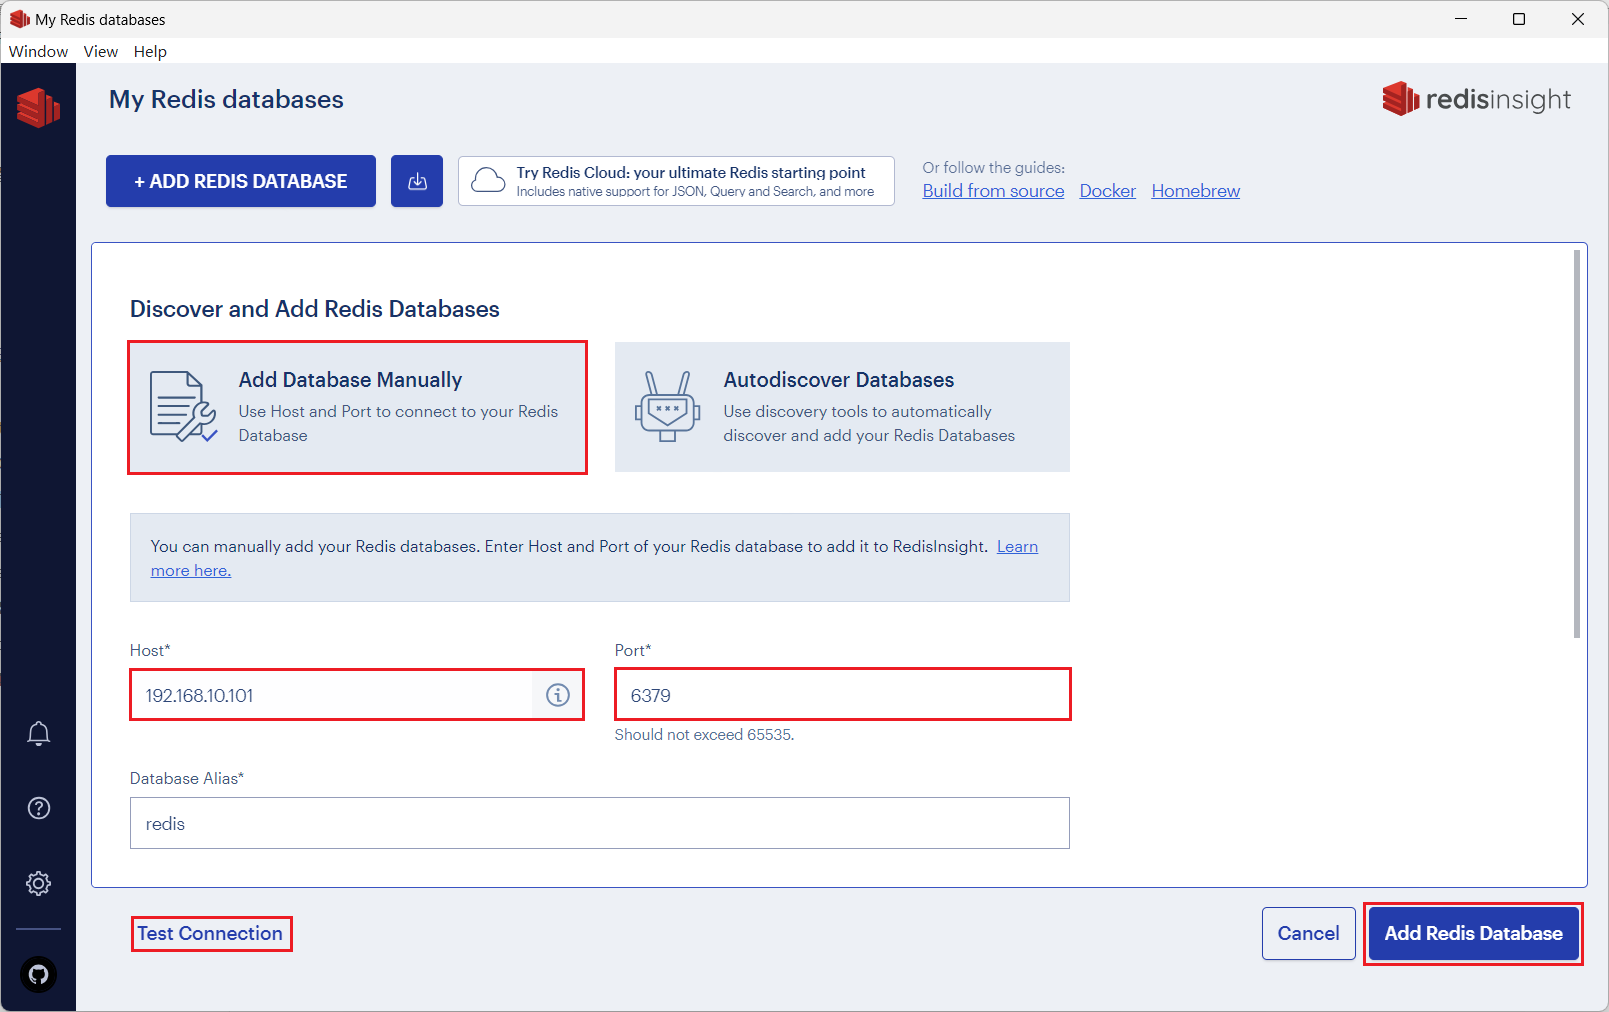 My Redis databases
Window View Help
My Redis databases
redisinsight
+ ADD REDIS DATABASE
Try Redis Cloud: your ultimate Redis starting point
Includes native support for JSON, Query and Search, and more
Or follow the guides:
Build from source Docker Homebrew
Discover and Add Redis Databases
Add Database Manually
Use Host and Port to connect to your Redis
Database
Autodiscover Databases
Use discovery tools to automatically
discover and add your Redis Databases
You can manually add your Redis databases. Enter Host and Port of your Redis database to add it to RedisInsight. Learn
more here.
Host*
192.168.10.101
Port*
6379
Should not exceed 65535.
Database Alias*
redis
Test Connection
Cancel
Add Redis Database